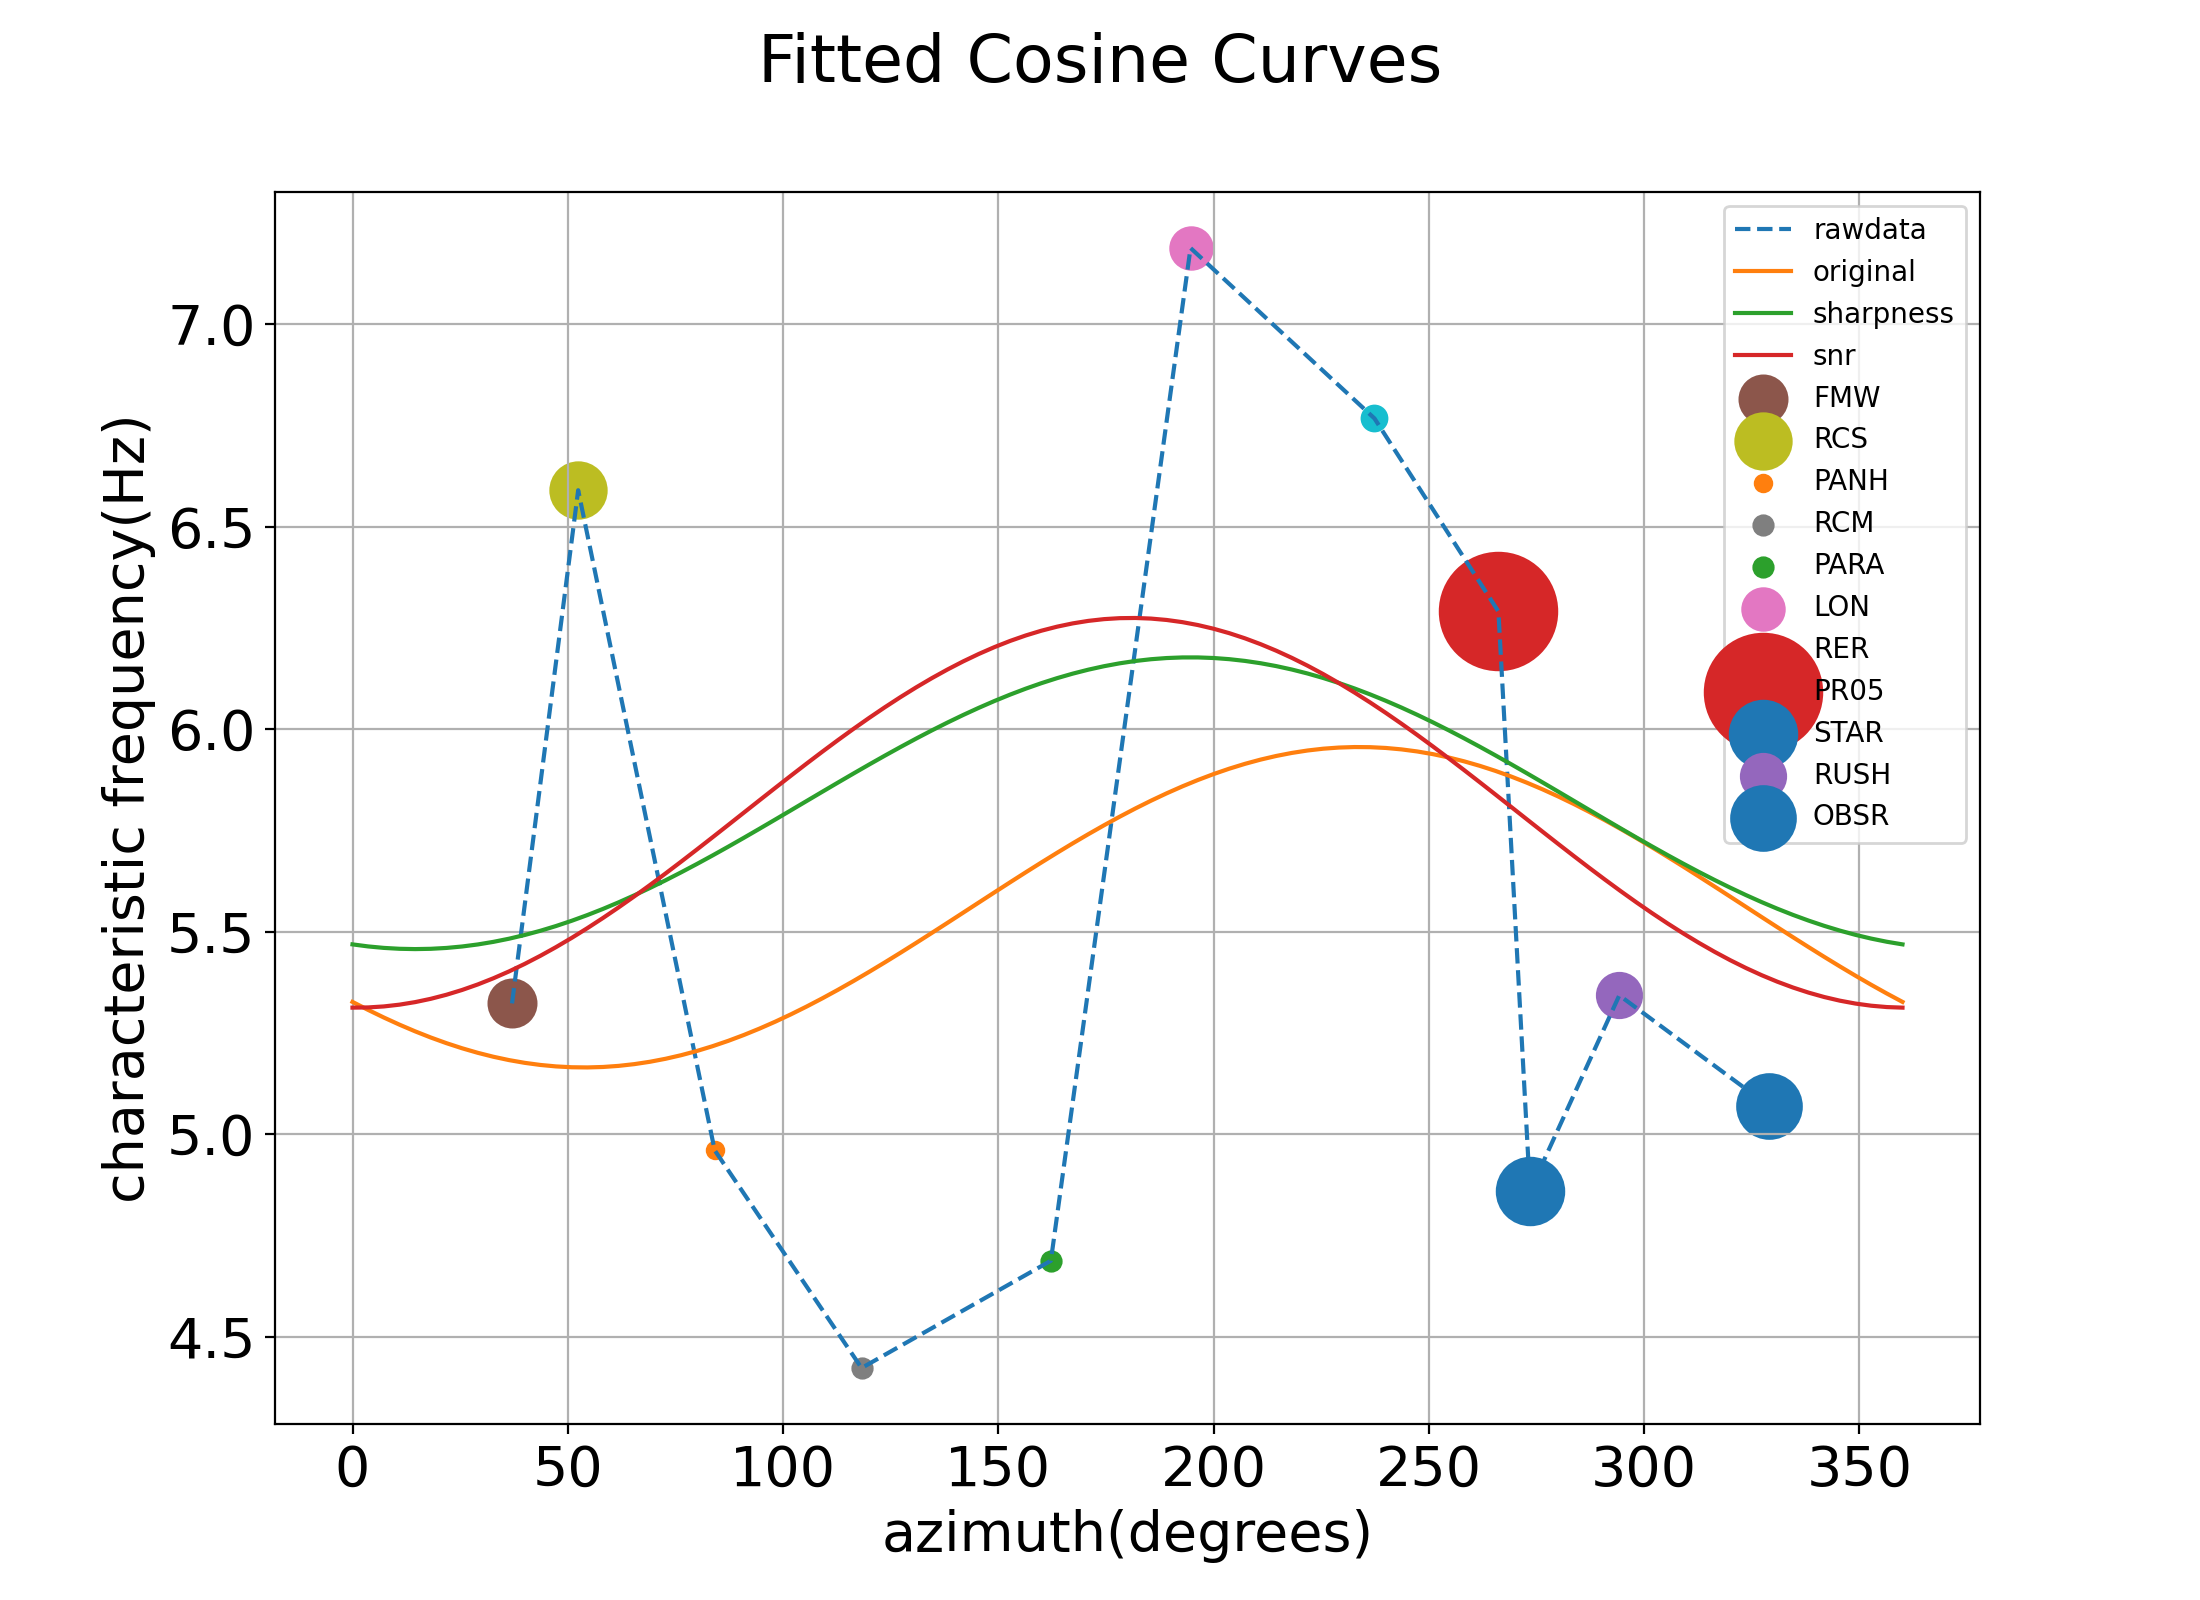 Fitted Cosine Curves
characteristic frequency(Hz)
7.0
6.5
6.0
5.5
5.0
4.5
0 50 100 150 200 250 300 350
azimuth(degrees)
rawdata
original
sharpness
snr
FMW
RCS
PANH
RCM
PARA
LON
RER
PR05
STAR
RUSH
OBSR